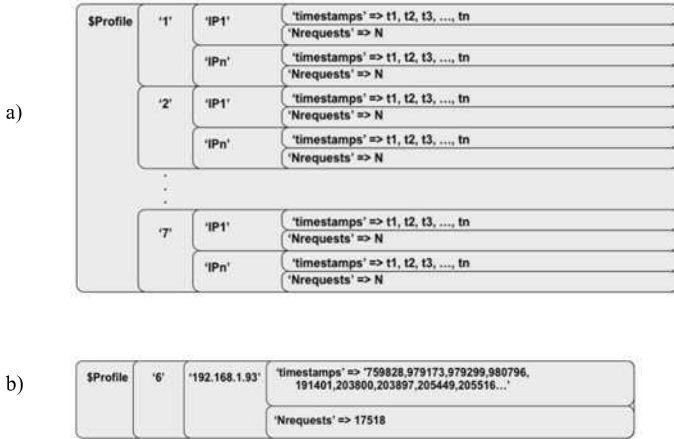 a)
$Profile
'1'
'IP1'
'timestamps' => t1, t2, t3, ..., tn
'Nrequests' => N
'IPn'
'timestamps' => t1, t2, t3, ..., tn
'Nrequests' => N
'2'
'IP1'
'timestamps' => t1, t2, t3, ..., tn
'Nrequests' => N
'IPn'
'timestamps' => t1, t2, t3, ..., tn
'Nrequests' => N
.
.
.
'7'
'IP1'
'timestamps' => t1, t2, t3, ..., tn
'Nrequests' => N
'IPn'
'timestamps' => t1, t2, t3, ..., tn
'Nrequests' => N
b)
$Profile
'6'
'192.168.1.93'
'timestamps' => '759828,979173,979299,980796,
191401,203800,203897,205449,205516...'
'Nrequests' => 17518